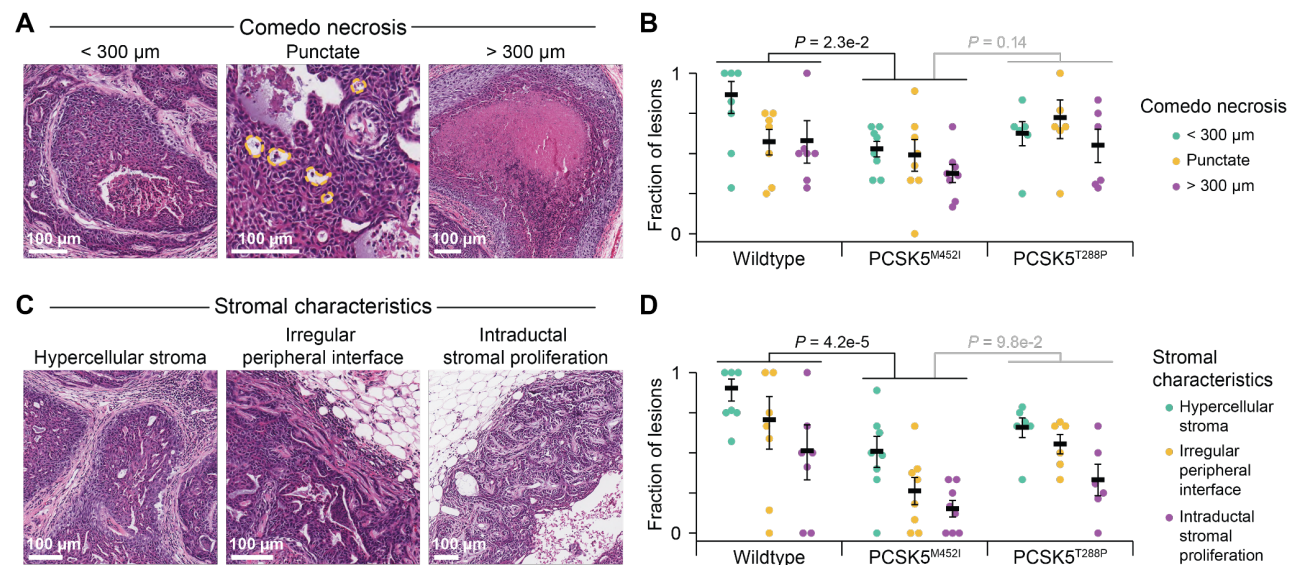 A
Comedo necrosis
< 300 µm
Punctate
> 300 µm
100 µm
100 µm
100 µm
B
P = 2.3e-2
P = 0.14
Fraction of lesions
1
0
Wildtype
PCSK5M452I
PCSK5T288P
Comedo necrosis
< 300 µm
Punctate
> 300 µm
C
Stromal characteristics
Hypercellular stroma
Irregular
peripheral interface
Intraductal
stromal proliferation
100 µm
100 µm
100 µm
D
P = 4.2e-5
P = 9.8e-2
Fraction of lesions
1
0
Wildtype
PCSK5M452I
PCSK5T288P
Stromal
characteristics
Hypercellular
stroma
Irregular
peripheral
interface
Intraductal
stromal
proliferation